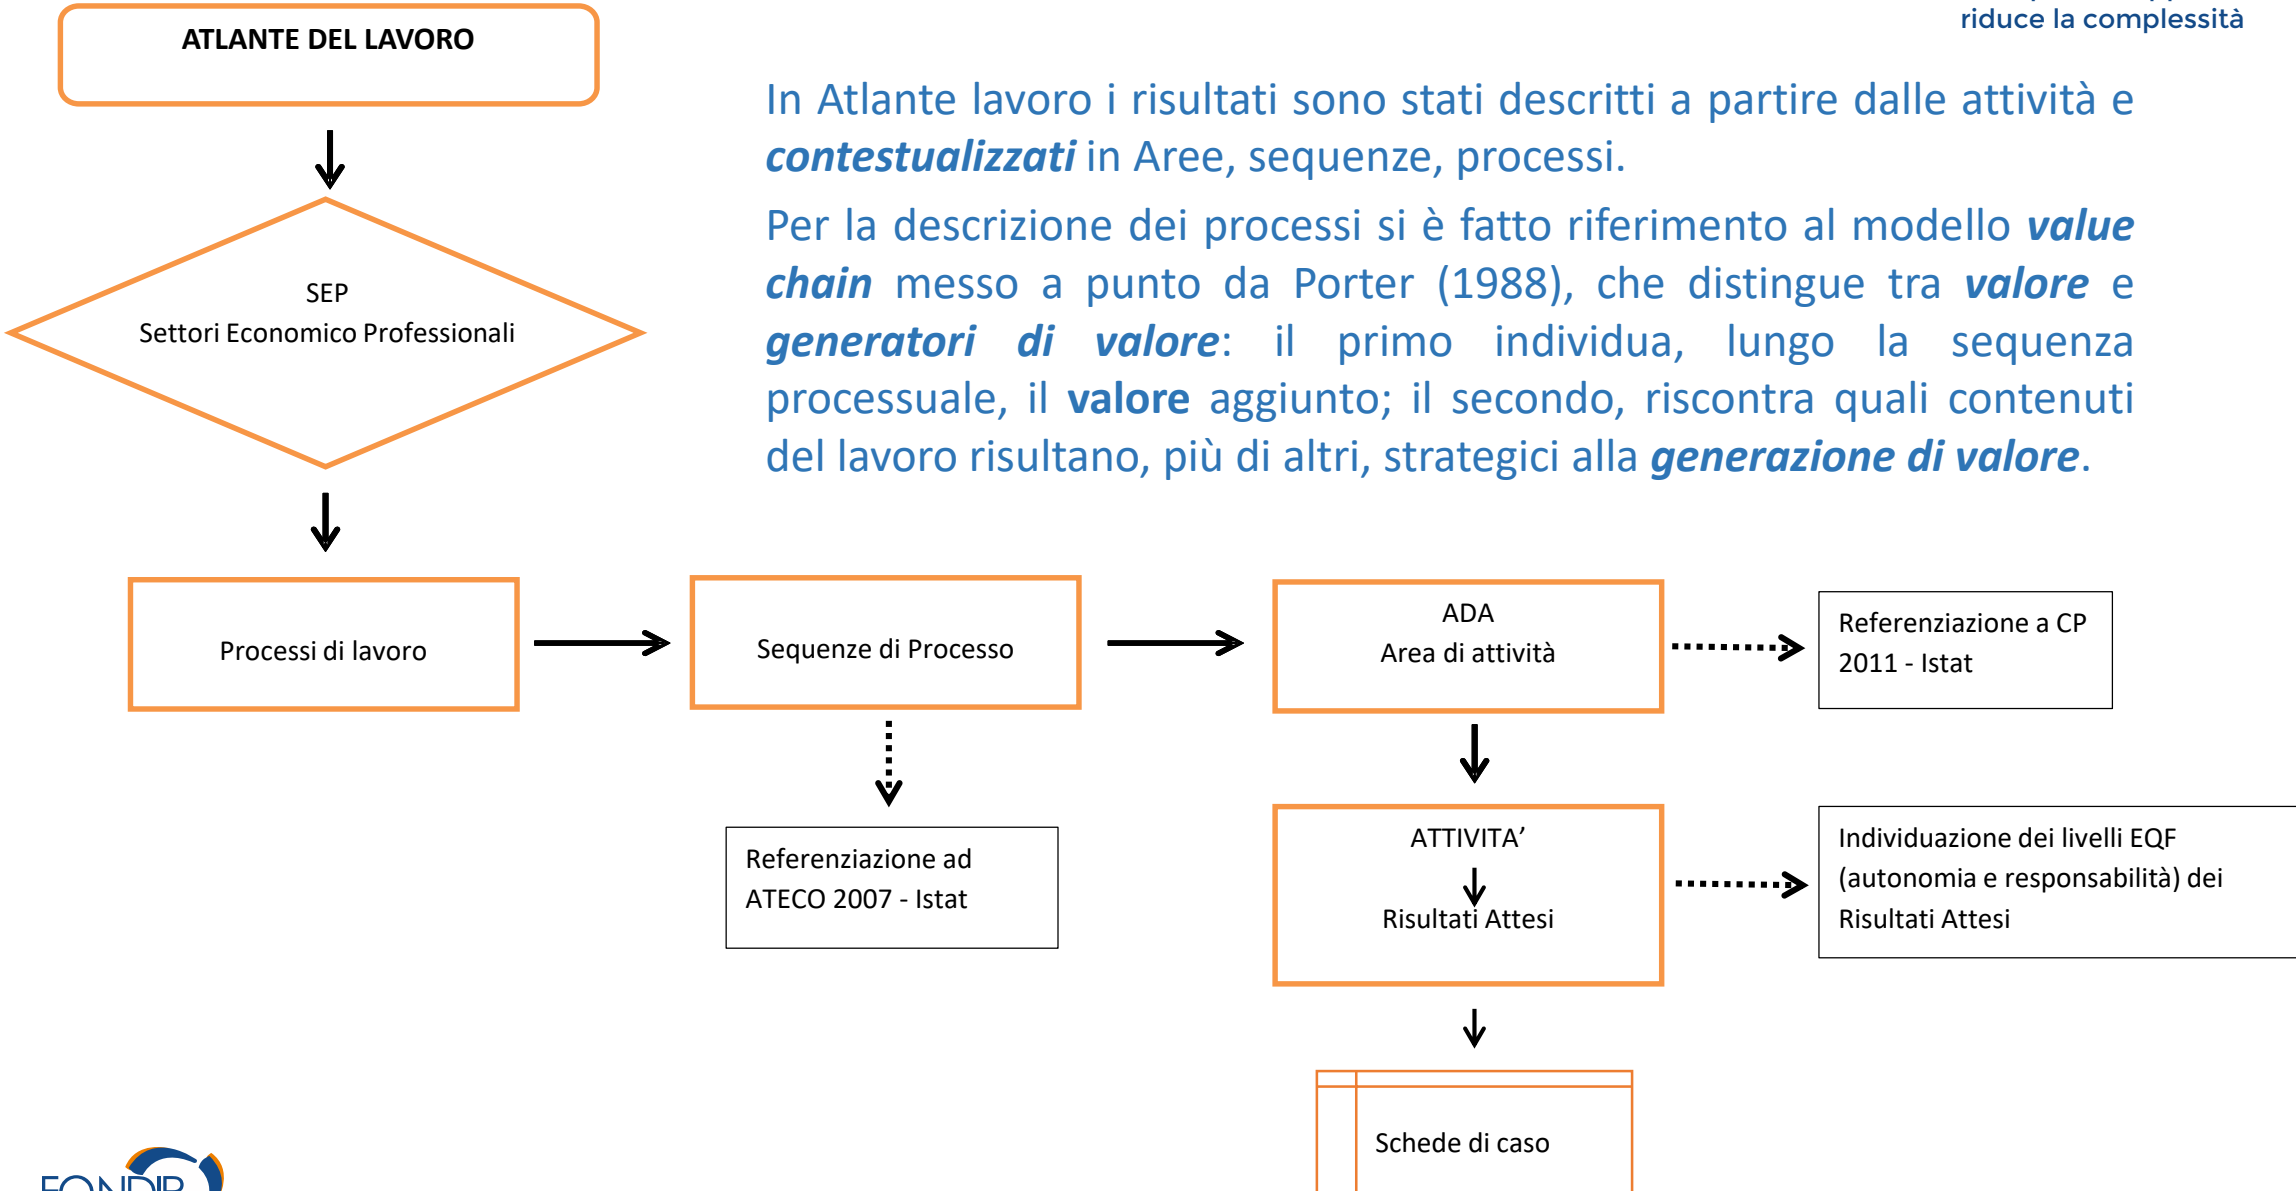 riduce la complessità
ATLANTE DEL LAVORO
In Atlante lavoro i risultati sono stati descritti a partire dalle attività e
contestualizzati in Aree, sequenze, processi.
Per la descrizione dei processi si è fatto riferimento al modello value
chain messo a punto da Porter (1988), che distingue tra valore e
generatori di valore: il primo individua, lungo la sequenza
processuale, il valore aggiunto; il secondo, riscontra quali contenuti
del lavoro risultano, più di altri, strategici alla generazione di valore.
SEP
Settori Economico Professionali
Processi di lavoro
Sequenze di Processo
ADA
Area di attività
Referenziazione a CP
2011 - Istat
Referenziazione ad
ATECO 2007 - Istat
ATTIVITA’
Risultati Attesi
Individuazione dei livelli EQF
(autonomia e responsabilità) dei
Risultati Attesi
Schede di caso
FONDIR